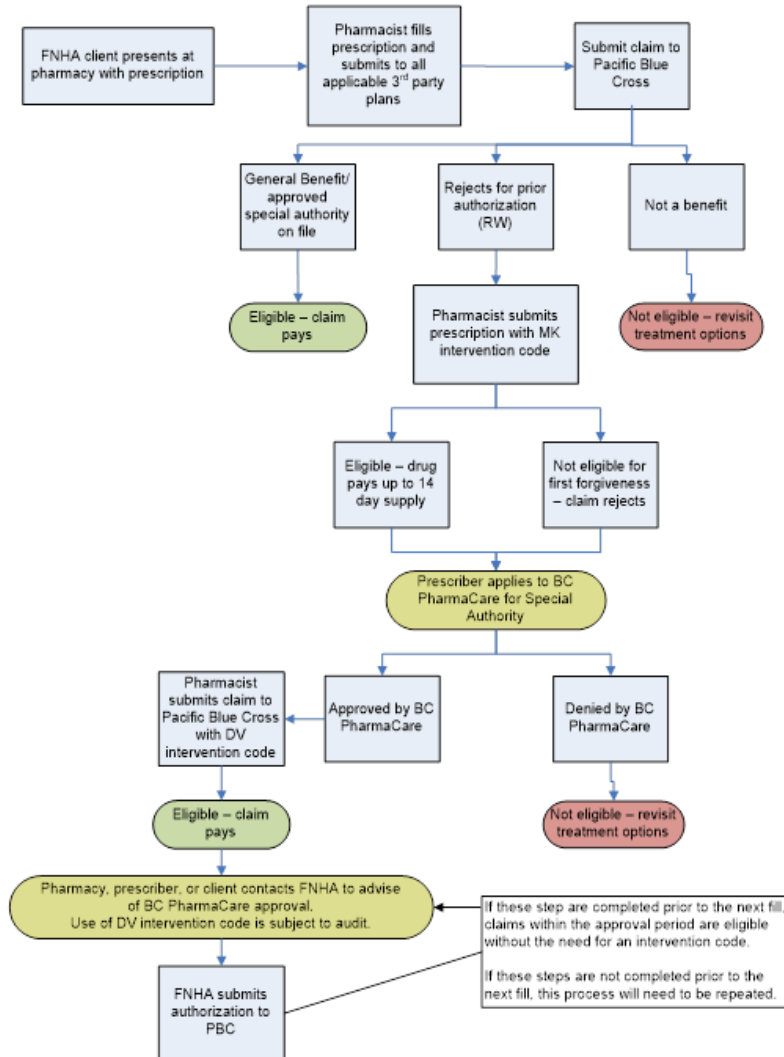 FNHA client presents at
pharmacy with prescription
Pharmacist fills
prescription and
submits to all
applicable 3rd party
plans
Submit claim to
Pacific Blue
Cross
General Benefit/
approved
special authority
on file
Rejects for prior
authorization
(RW)
Not a benefit
Eligible – claim
pays
Pharmacist submits
prescription with MK
intervention code
Not eligible – revisit
treatment options
Eligible – drug
pays up to 14
day supply
Not eligible for
first forgiveness
– claim rejects
Prescriber applies to BC
PharmaCare for Special
Authority
Pharmacist
submits claim to
Pacific Blue Cross
with DV
intervention code
Approved by BC
PharmaCare
Denied by BC
PharmaCare
Eligible – claim
pays
Not eligible – revisit
treatment options
Pharmacy, prescriber, or client contacts FNHA to advise
of BC PharmaCare approval.
Use of DV intervention code is subject to audit.
If these step are completed prior to the next fill,
claims within the approval period are eligible
without the need for an intervention code.
If these steps are not completed prior to the
next fill, this process will need to be repeated.
FNHA submits
authorization to
PBC